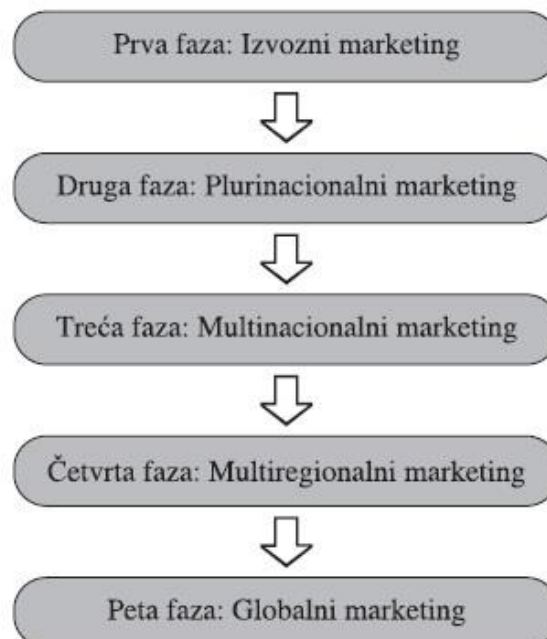 Prva faza: Izvozni marketing
Druga faza: Plurinacionalni marketing
Treća faza: Multinacionalni marketing
Četvrta faza: Multiregionalni marketing
Peta faza: Globalni marketing